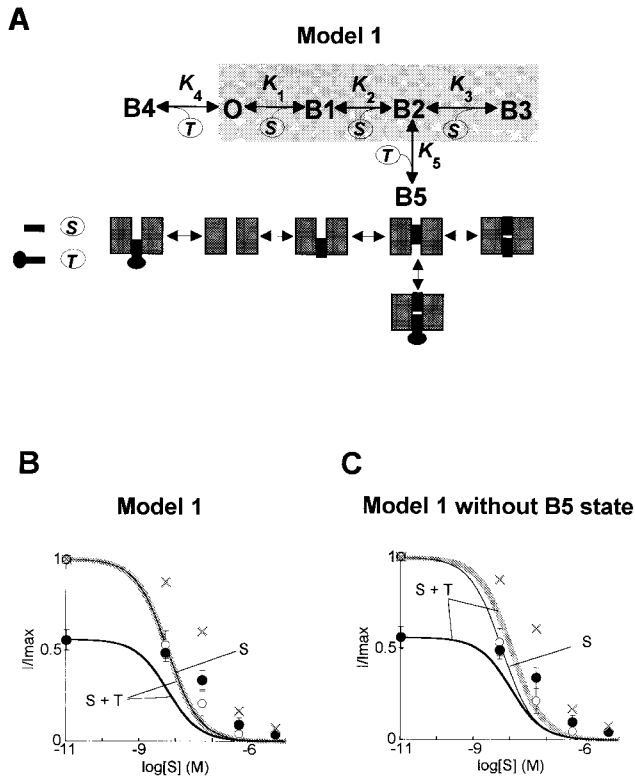 A
Model 1
K4 K1 K2 K3
B4 O B1 B2 B3
T S S S
T K5
B5
S
T
B
Model 1
1
0.5
0
I/Imax
S
S + T
-11 -9 -6
log[S] (M)
C
Model 1 without B5 state
1
0.5
0
I/Imax
S + T
S
-11 -9 -6
log[S] (M)